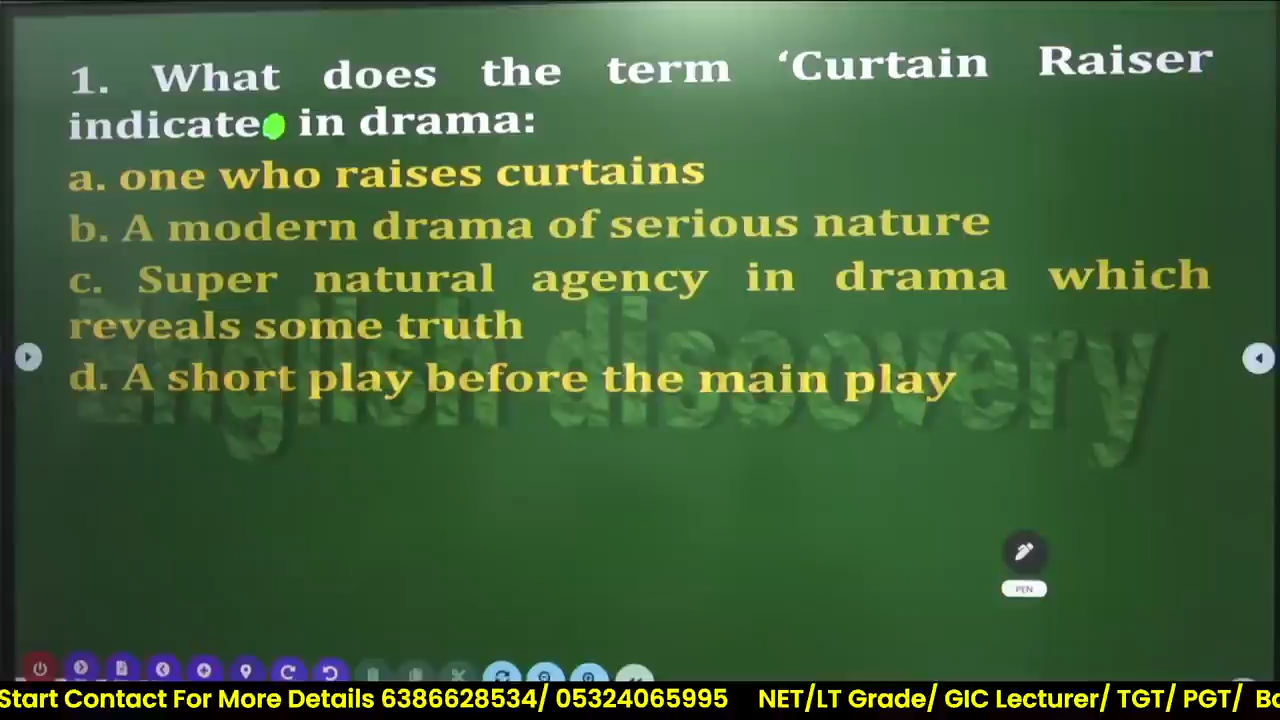 1. What does the term ‘Curtain Raiser
indicate in drama:
a. one who raises curtains
b. A modern drama of serious nature
c. Super natural agency in drama which
reveals some truth
English discovery
d. A short play before the main play
PEN
Start Contact For More Details 6386628534/ 05324065995 NET/LT Grade/ GIC Lecturer/ TGT/ PGT/